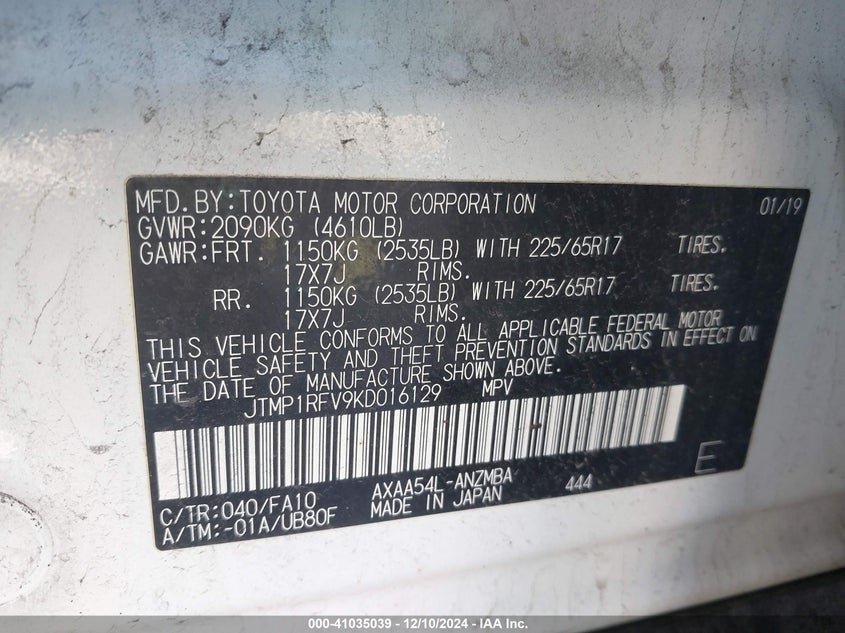 MFD.BY:TOYOTA MOTOR CORPORATION 01/19
GVWR:2090KG (4610LB)
GAWR:FRT. 1150KG (2535LB) WITH 225/65R17 TIRES.
17X7J RIMS.
RR. 1150KG (2535LB) WITH 225/65R17 TIRES.
17X7J RIMS.
THIS VEHICLE CONFORMS TO ALL APPLICABLE FEDERAL MOTOR
VEHICLE SAFETY AND THEFT PREVENTION STANDARDS IN EFFECT ON
THE DATE OF MANUFACTURE SHOWN ABOVE.
JTMP1RFV9KD016129 MPV
E
C/TR:040/FA10 AXAA54L-ANZMBA 444
A/TM:-01A/UB80F MADE IN JAPAN
000-41035039 - 12/10/2024 - IAA Inc.